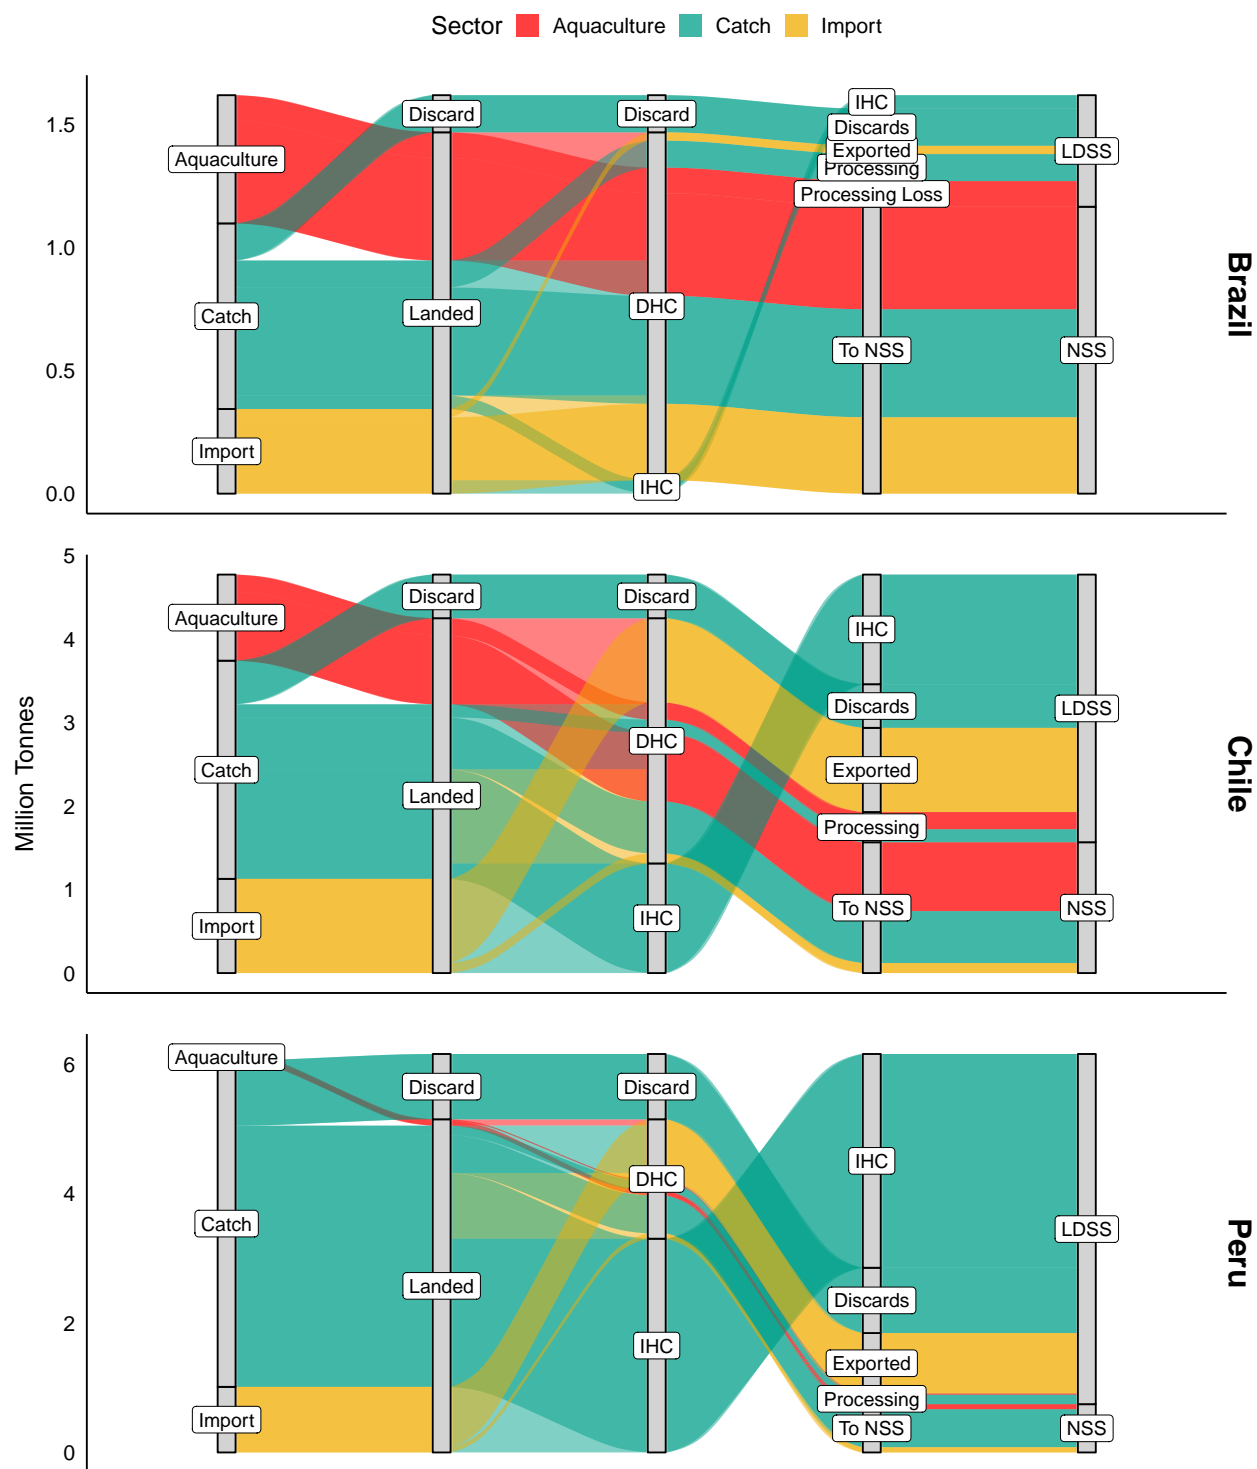 Sector Aquaculture Catch Import
Million Tonnes
1.5
1.0
0.5
0.0
Aquaculture
Catch
Import
Discard
Landed
Discard
DHC
IHC
IHC
Discards
Exported
Processing
Processing Loss
To NSS
LDSS
NSS
Brazil
5
4
3
2
1
0
Aquaculture
Catch
Import
Discard
Landed
Discard
DHC
IHC
IHC
Discards
Exported
Processing
To NSS
LDSS
NSS
Chile
6
4
2
0
Aquaculture
Catch
Import
Discard
Landed
Discard
DHC
IHC
IHC
Discards
Exported
Processing
To NSS
LDSS
NSS
Peru